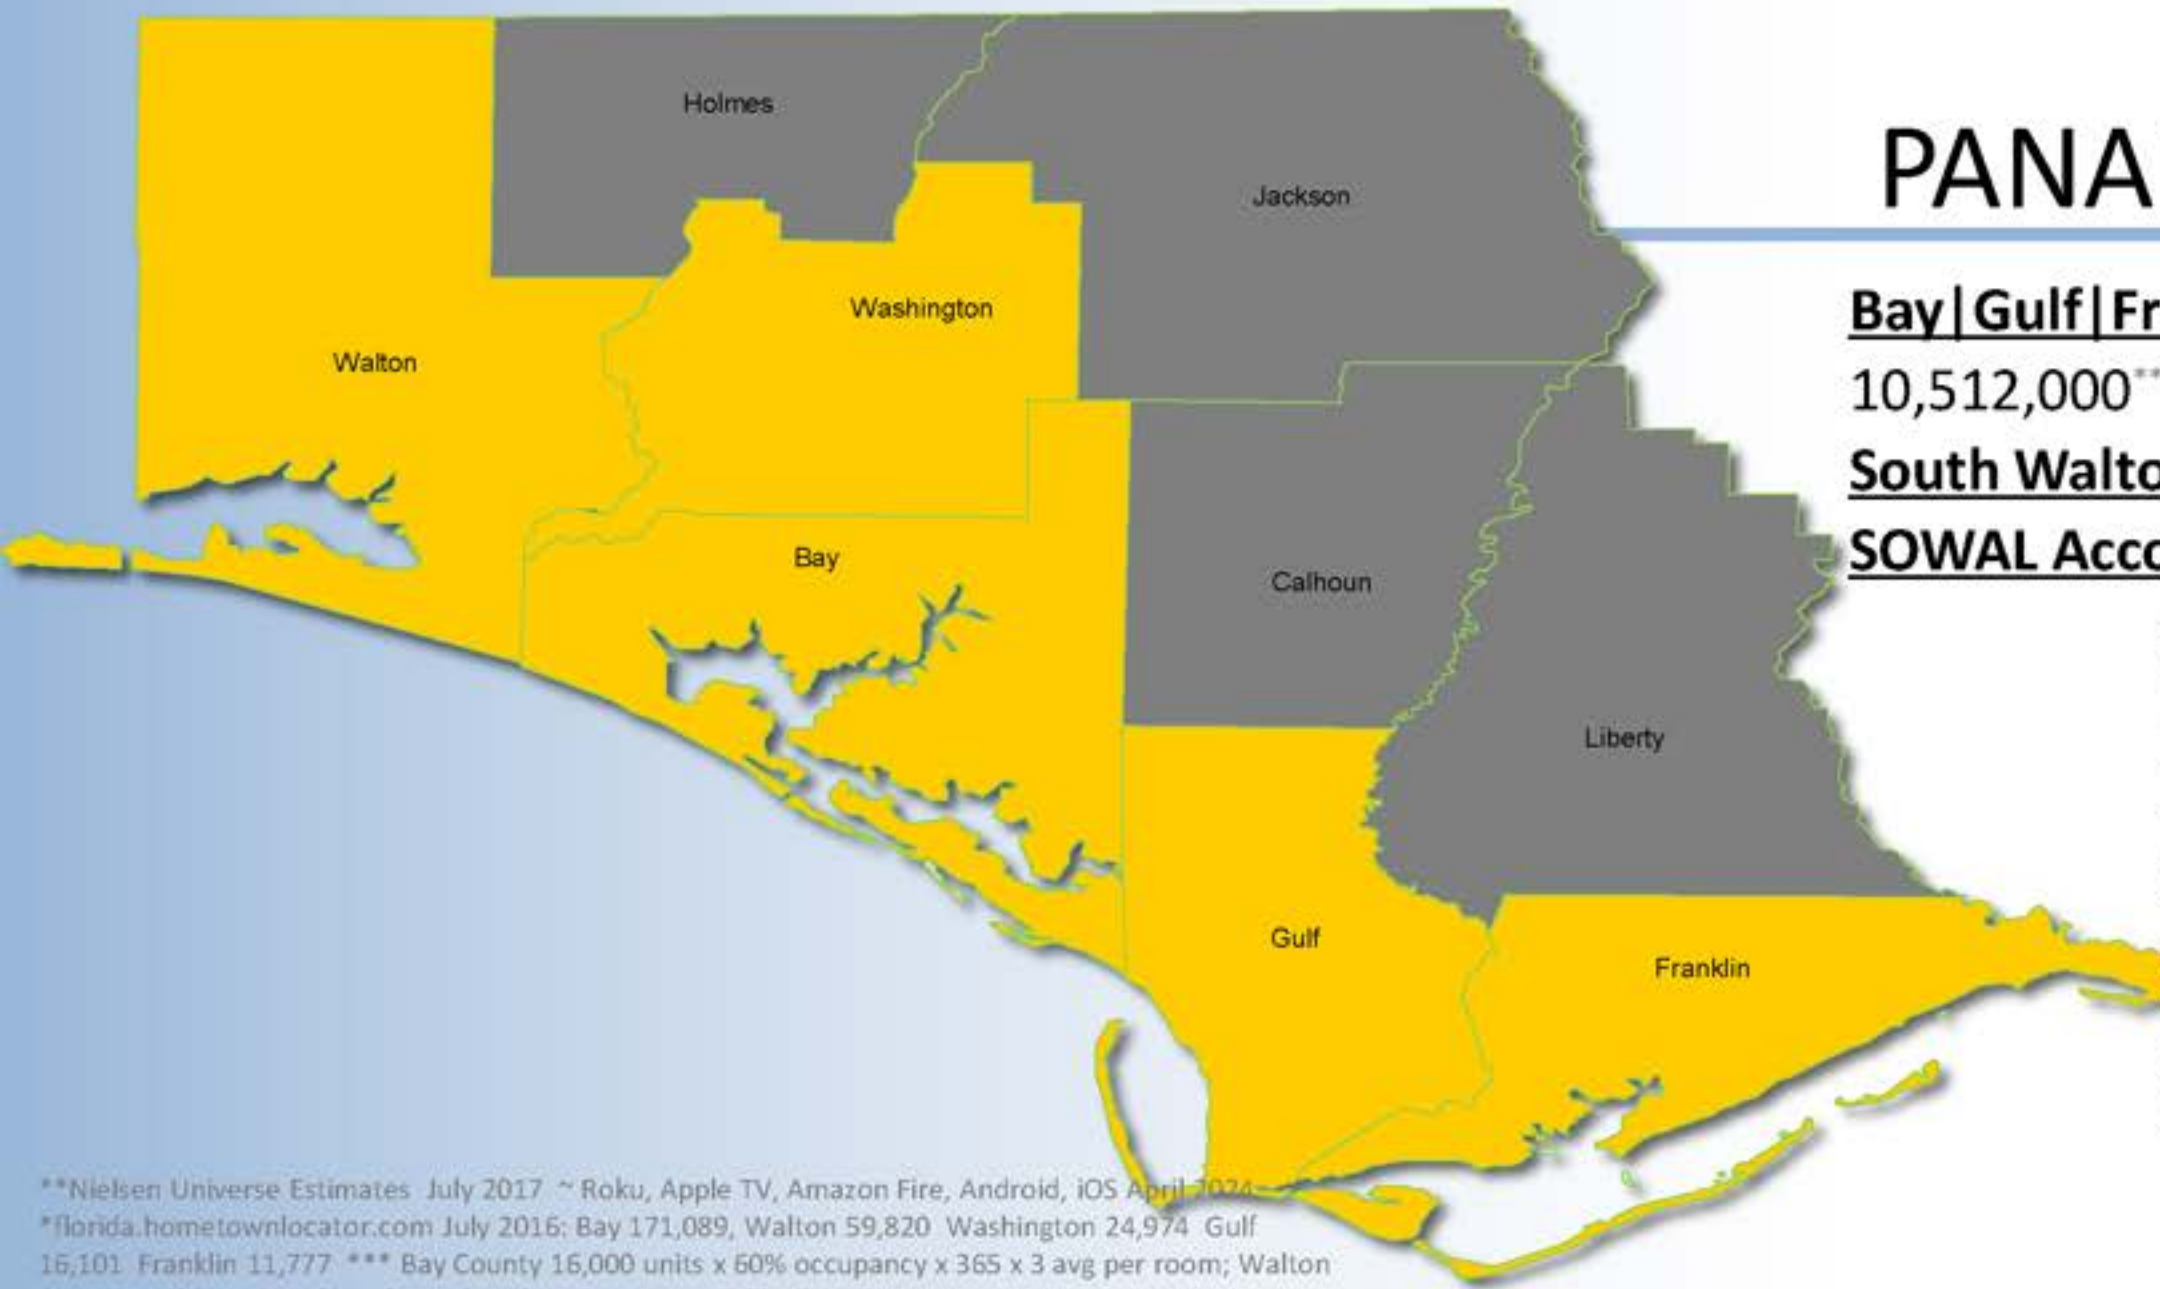 Holmes
Jackson
Washington
Walton
Bay
Calhoun
Liberty
Gulf
Franklin
PANA
Bay|Gulf|Fr
10,512,000**
South Walto
SOWAL Acco
**Nielsen Universe Estimates July 2017 ~ Roku, Apple TV, Amazon Fire, Android, iOS April 2024
*florida.hometownlocator.com July 2016: Bay 171,089, Walton 59,820 Washington 24,974 Gulf
16,101 Franklin 11,777 *** Bay County 16,000 units x 60% occupancy x 365 x 3 avg per room; Walton